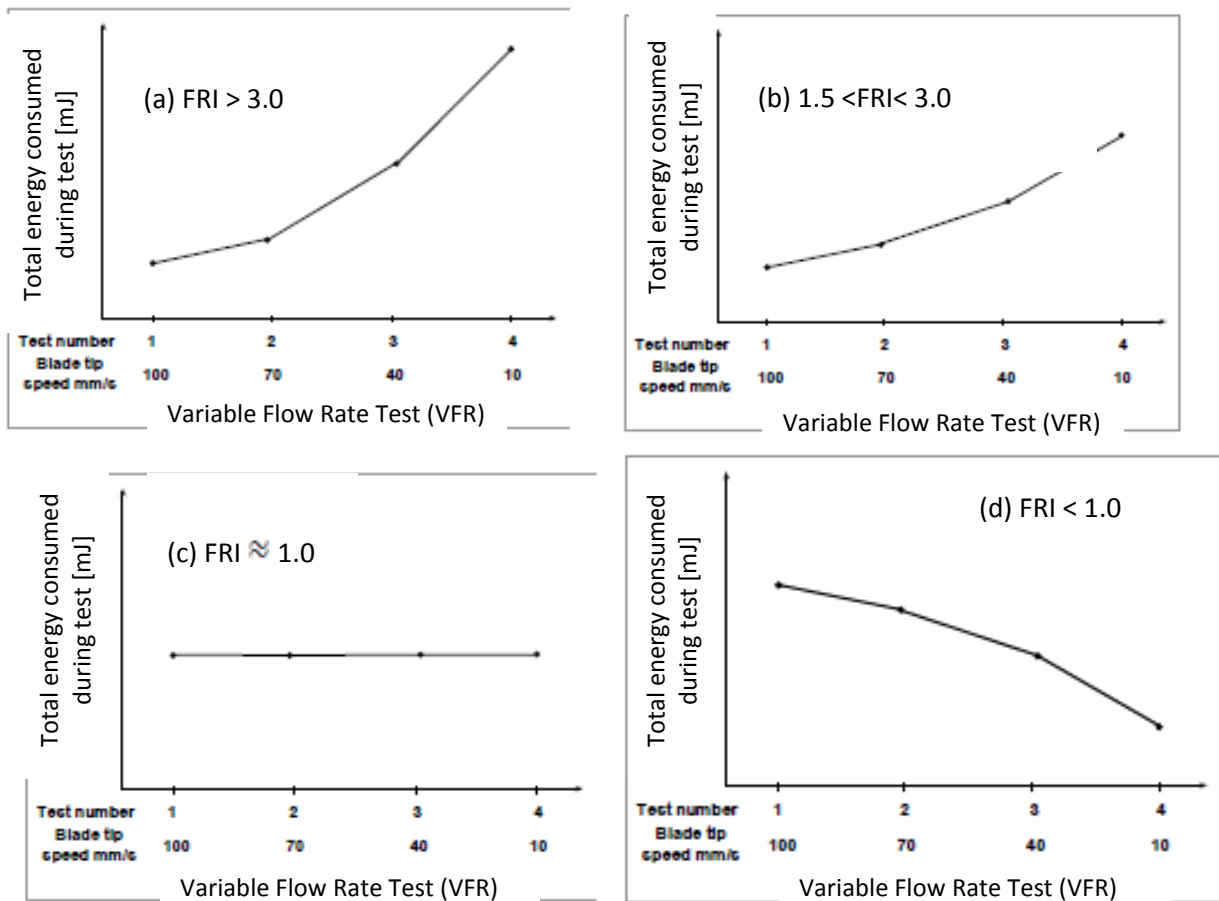 Total energy consumed
during test [mJ]
(a) FRI > 3.0
Test number 1 2 3 4
Blade tip
speed mm/s 100 70 40 10
Variable Flow Rate Test (VFR)
Total energy consumed
during test [mJ]
(b) 1.5 <FRI< 3.0
Test number 1 2 3 4
Blade tip
speed mm/s 100 70 40 10
Variable Flow Rate Test (VFR)
Total energy consumed
during test [mJ]
(c) FRI ≈ 1.0
Test number 1 2 3 4
Blade tip
speed mm/s 100 70 40 10
Variable Flow Rate Test (VFR)
Total energy consumed
during test [mJ]
(d) FRI < 1.0
Test number 1 2 3 4
Blade tip
speed mm/s 100 70 40 10
Variable Flow Rate Test (VFR)